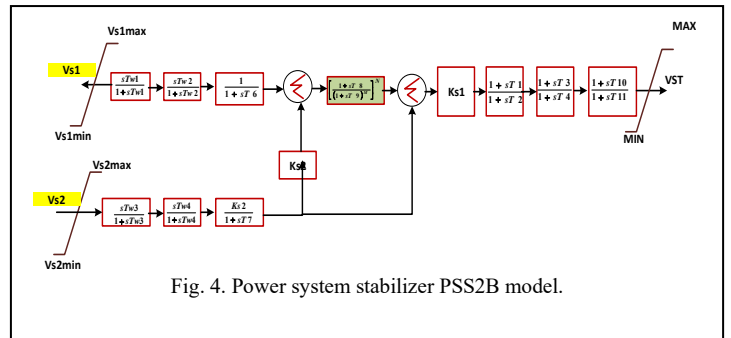 Vs1max
Vs1
Vs1min
sTw1
1+sTw1
sTw 2
1+sTw 2
1
1 + sT 6
[ 1 + sT 8
(1 + sT 9)^M ]^N
Ks1
1 + sT 1
1 + sT 2
1 + sT 3
1 + sT 4
1 + sT 10
1 + sT 11
MAX
VST
MIN
Vs2max
Vs2
Vs2min
sTw3
1+sTw3
sTw4
1+sTw4
Ks 2
1 + sT 7
Fig. 4. Power system stabilizer PSS2B model.